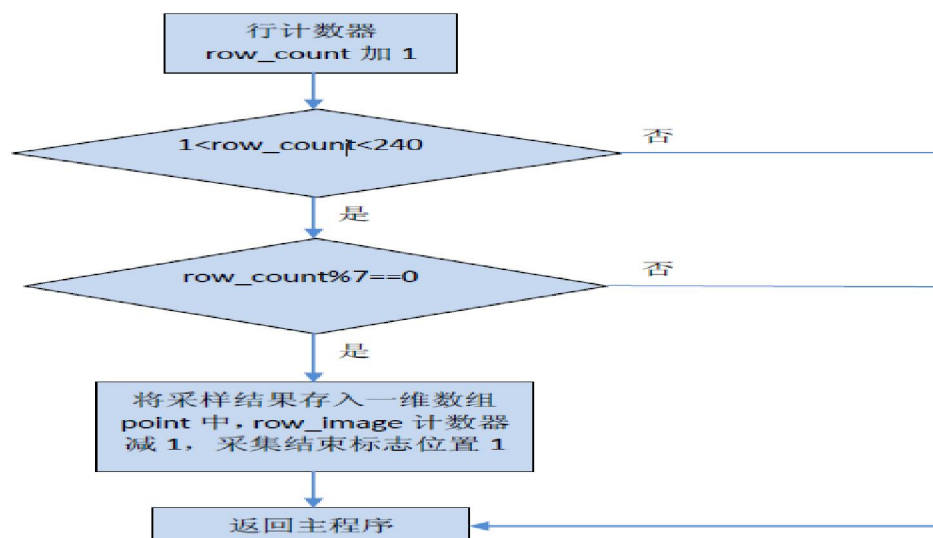 行计数器
row_count 加 1
1<row_count<240
否
是
row_count%7==0
否
是
将采样结果存入一维数组
point 中，row_image 计数器
减 1，采集结束标志位置 1
返回主程序